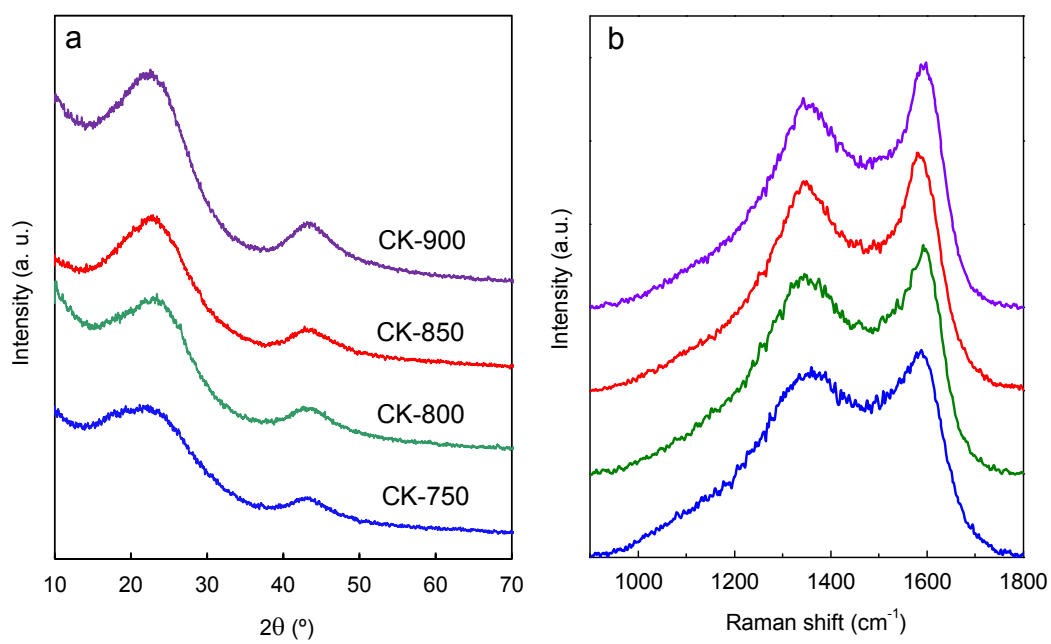 a
CK-900
CK-850
CK-800
CK-750
Intensity (a. u.)
10 20 30 40 50 60 70
2θ (º)
b
Intensity (a.u.)
1000 1200 1400 1600 1800
Raman shift (cm⁻¹)